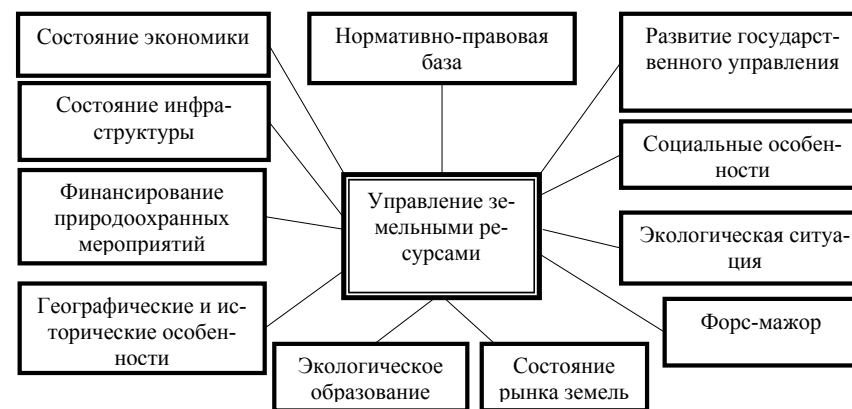 Состояние экономики
Нормативно-правовая
база
Развитие государст-
венного управления
Состояние инфра-
структуры
Социальные особен-
ности
Финансирование
природоохранных
мероприятий
Управление зе-
мельными ре-
сурсами
Экологическая ситуа-
ция
Географические и ис-
торические особен-
ности
Форс-мажор
Экологическое
образование
Состояние
рынка земель